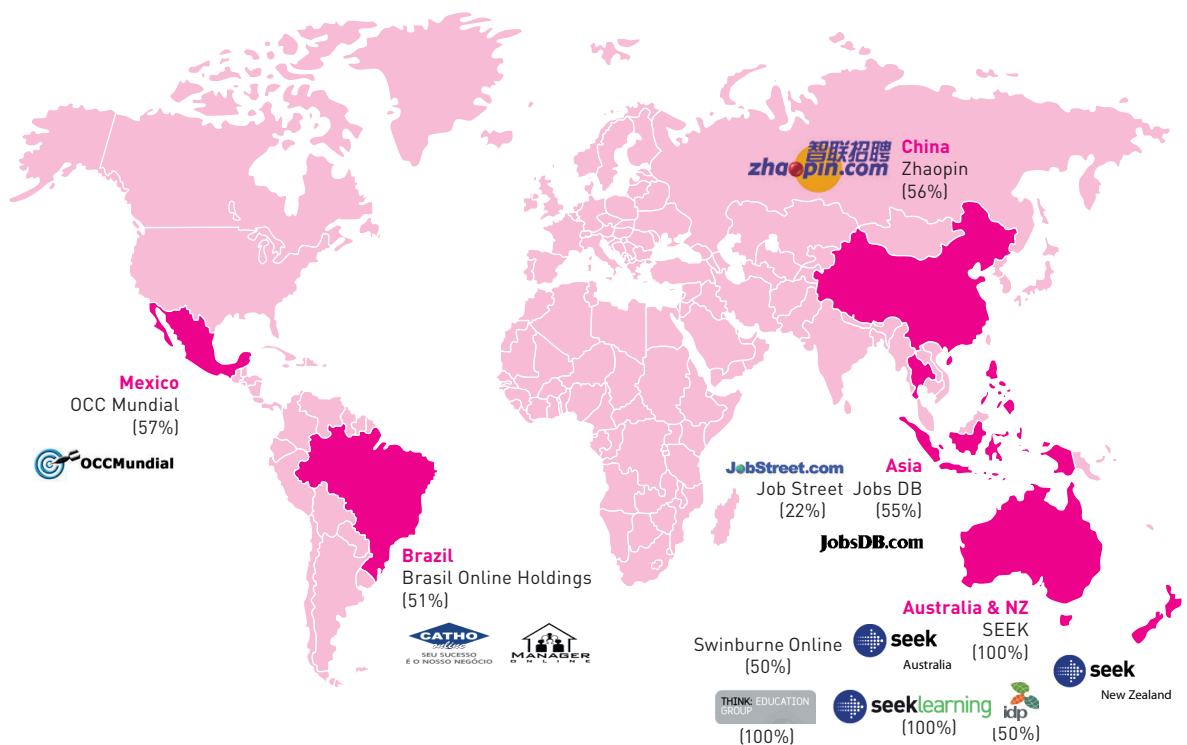 智联招聘
zhaopin.com
China
Zhaopin
(56%)
Mexico
OCC Mundial
(57%)
OCCMundial
JobStreet.com
Job Street
(22%)
Asia
Jobs DB
(55%)
JobsDB.com
Brazil
Brasil Online Holdings
(51%)
CATHO
online
SEU SUCESSO
É O NOSSO NEGÓCIO
MANAGER
ONLINE
Australia & NZ
SEEK
(100%)
Swinburne Online
(50%)
seek
Australia
seek
New Zealand
THINK: EDUCATION
GROUP
(100%)
seeklearning
(100%)
idp
(50%)